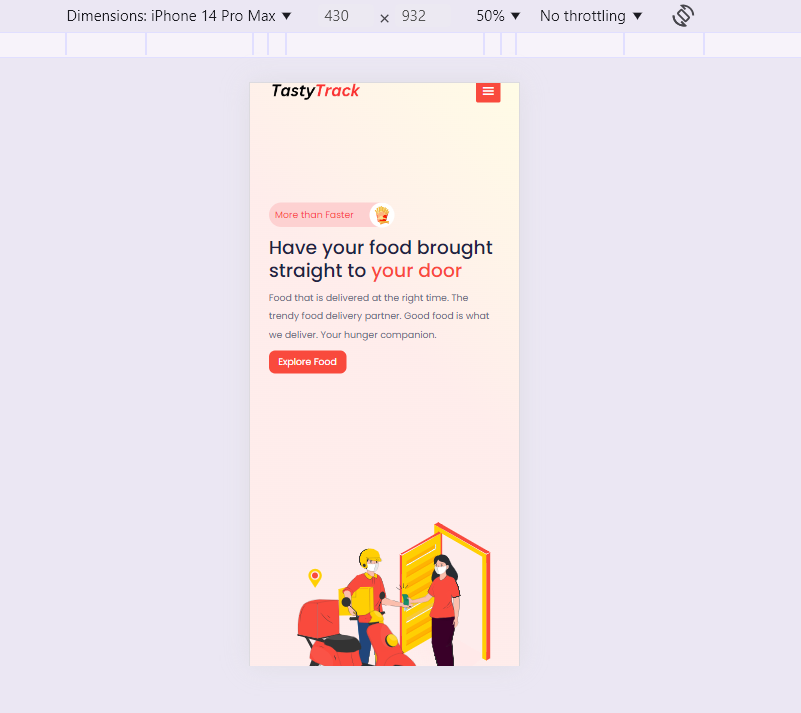 Dimensions: iPhone 14 Pro Max ▼ 430 × 932 50% ▼ No throttling ▼
TastyTrack
More than Faster
Have your food brought
straight to your door
Food that is delivered at the right time. The
trendy food delivery partner. Good food is what
we deliver. Your hunger companion.
Explore Food